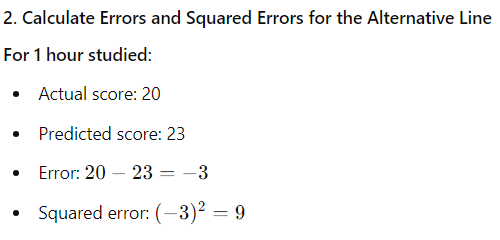 2. Calculate Errors and Squared Errors for the Alternative Line
For 1 hour studied:
• Actual score: 20
• Predicted score: 23
• Error: 20 − 23 = −3
• Squared error: (−3)² = 9